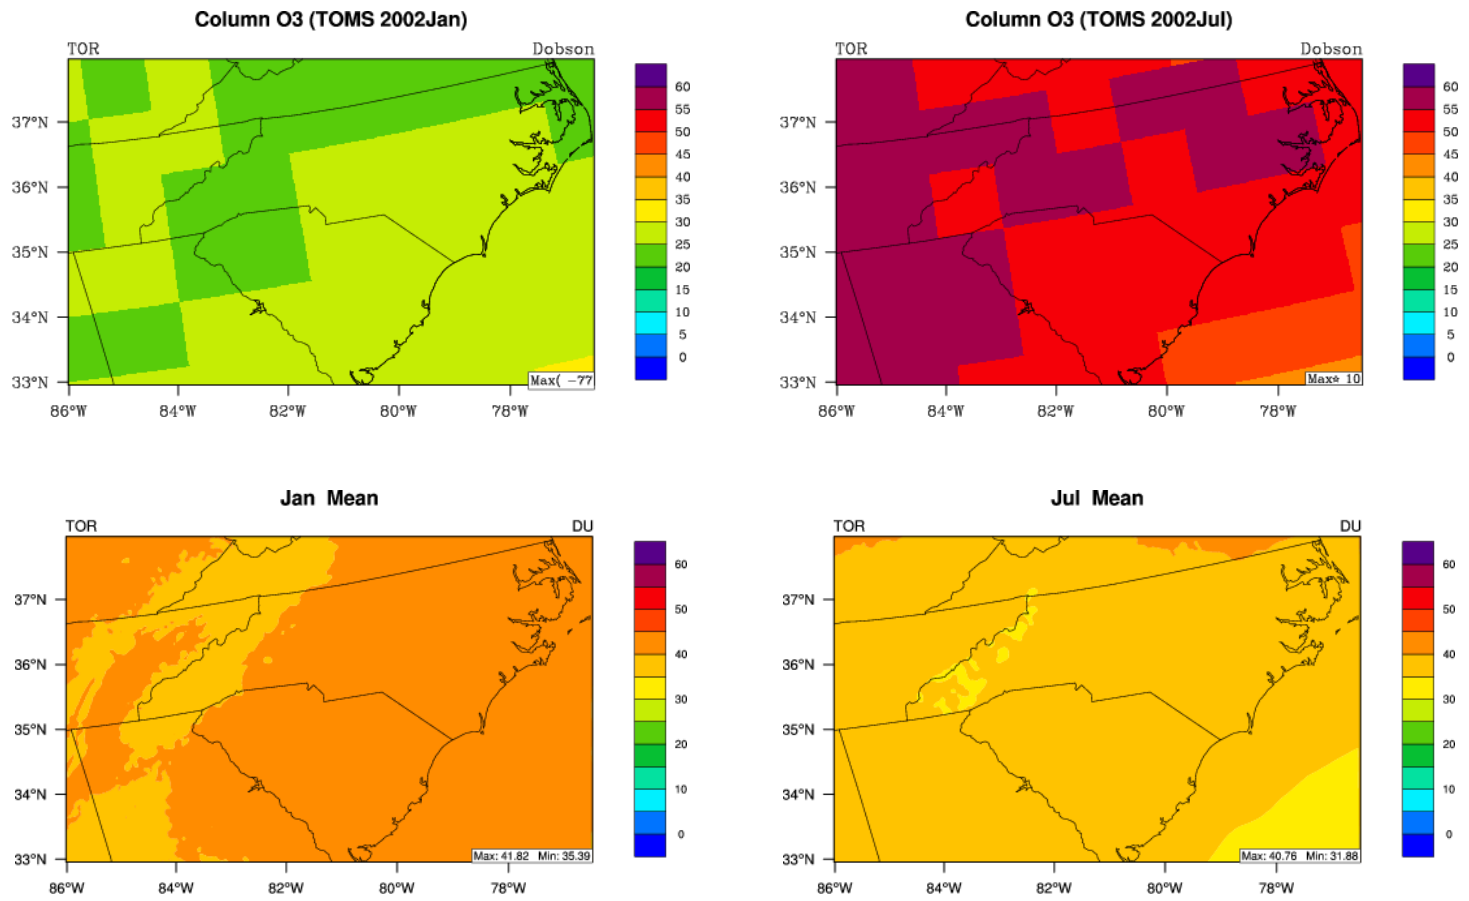 Column O3 (TOMS 2002Jan)
TOR Dobson
60
55
50
45
40
35
30
25
20
15
10
5
0
37°N
36°N
35°N
34°N
33°N
Max( −77
86°W 84°W 82°W 80°W 78°W
Column O3 (TOMS 2002Jul)
TOR Dobson
60
55
50
45
40
35
30
25
20
15
10
5
0
37°N
36°N
35°N
34°N
33°N
Max* 10
86°W 84°W 82°W 80°W 78°W
Jan Mean
TOR DU
60
50
40
30
20
10
0
37°N
36°N
35°N
34°N
33°N
Max: 41.82 Min: 35.39
86°W 84°W 82°W 80°W 78°W
Jul Mean
TOR DU
60
50
40
30
20
10
0
37°N
36°N
35°N
34°N
33°N
Max: 40.76 Min: 31.88
86°W 84°W 82°W 80°W 78°W